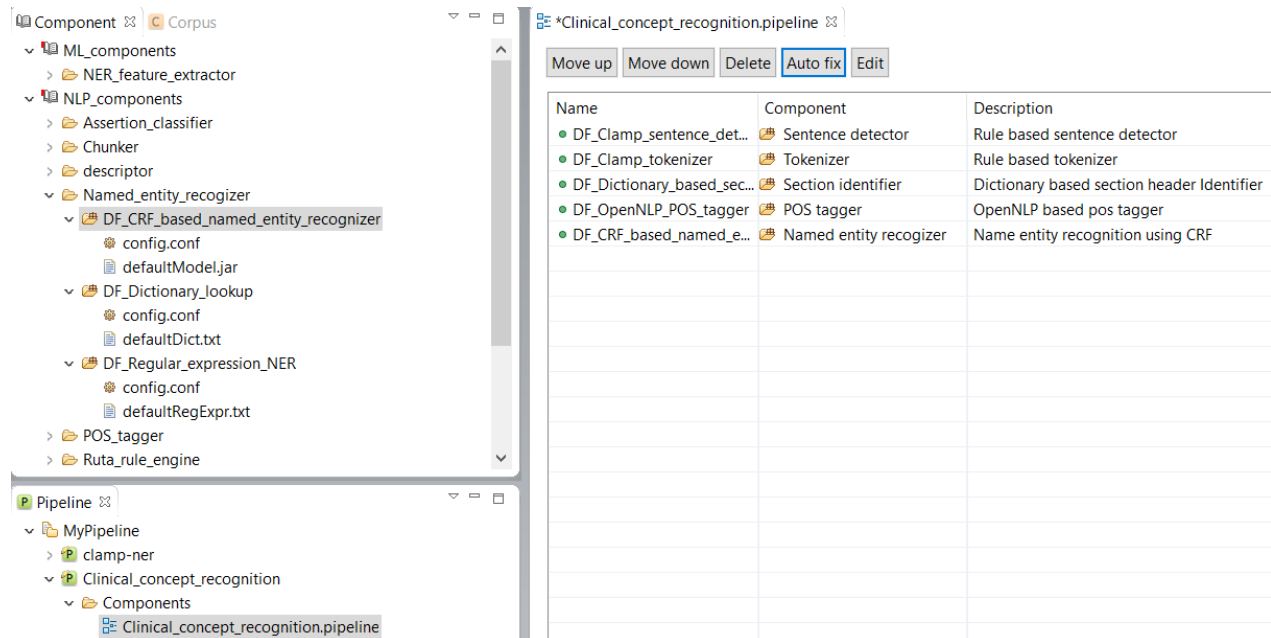 Component
Corpus
ML_components
NER_feature_extractor
NLP_components
Assertion_classifier
Chunker
descriptor
Named_entity_recogizer
DF_CRF_based_named_entity_recognizer
config.conf
defaultModel.jar
DF_Dictionary_lookup
config.conf
defaultDict.txt
DF_Regular_expression_NER
config.conf
defaultRegExpr.txt
POS_tagger
Ruta_rule_engine
P Pipeline
MyPipeline
clamp-ner
Clinical_concept_recognition
Components
Clinical_concept_recognition.pipeline
*Clinical_concept_recognition.pipeline
Move up Move down Delete Auto fix Edit
Name Component Description
DF_Clamp_sentence_det... Sentence detector Rule based sentence detector
DF_Clamp_tokenizer Tokenizer Rule based tokenizer
DF_Dictionary_based_sec... Section identifier Dictionary based section header Identifier
DF_OpenNLP_POS_tagger POS tagger OpenNLP based pos tagger
DF_CRF_based_named_e... Named entity recogizer Name entity recognition using CRF